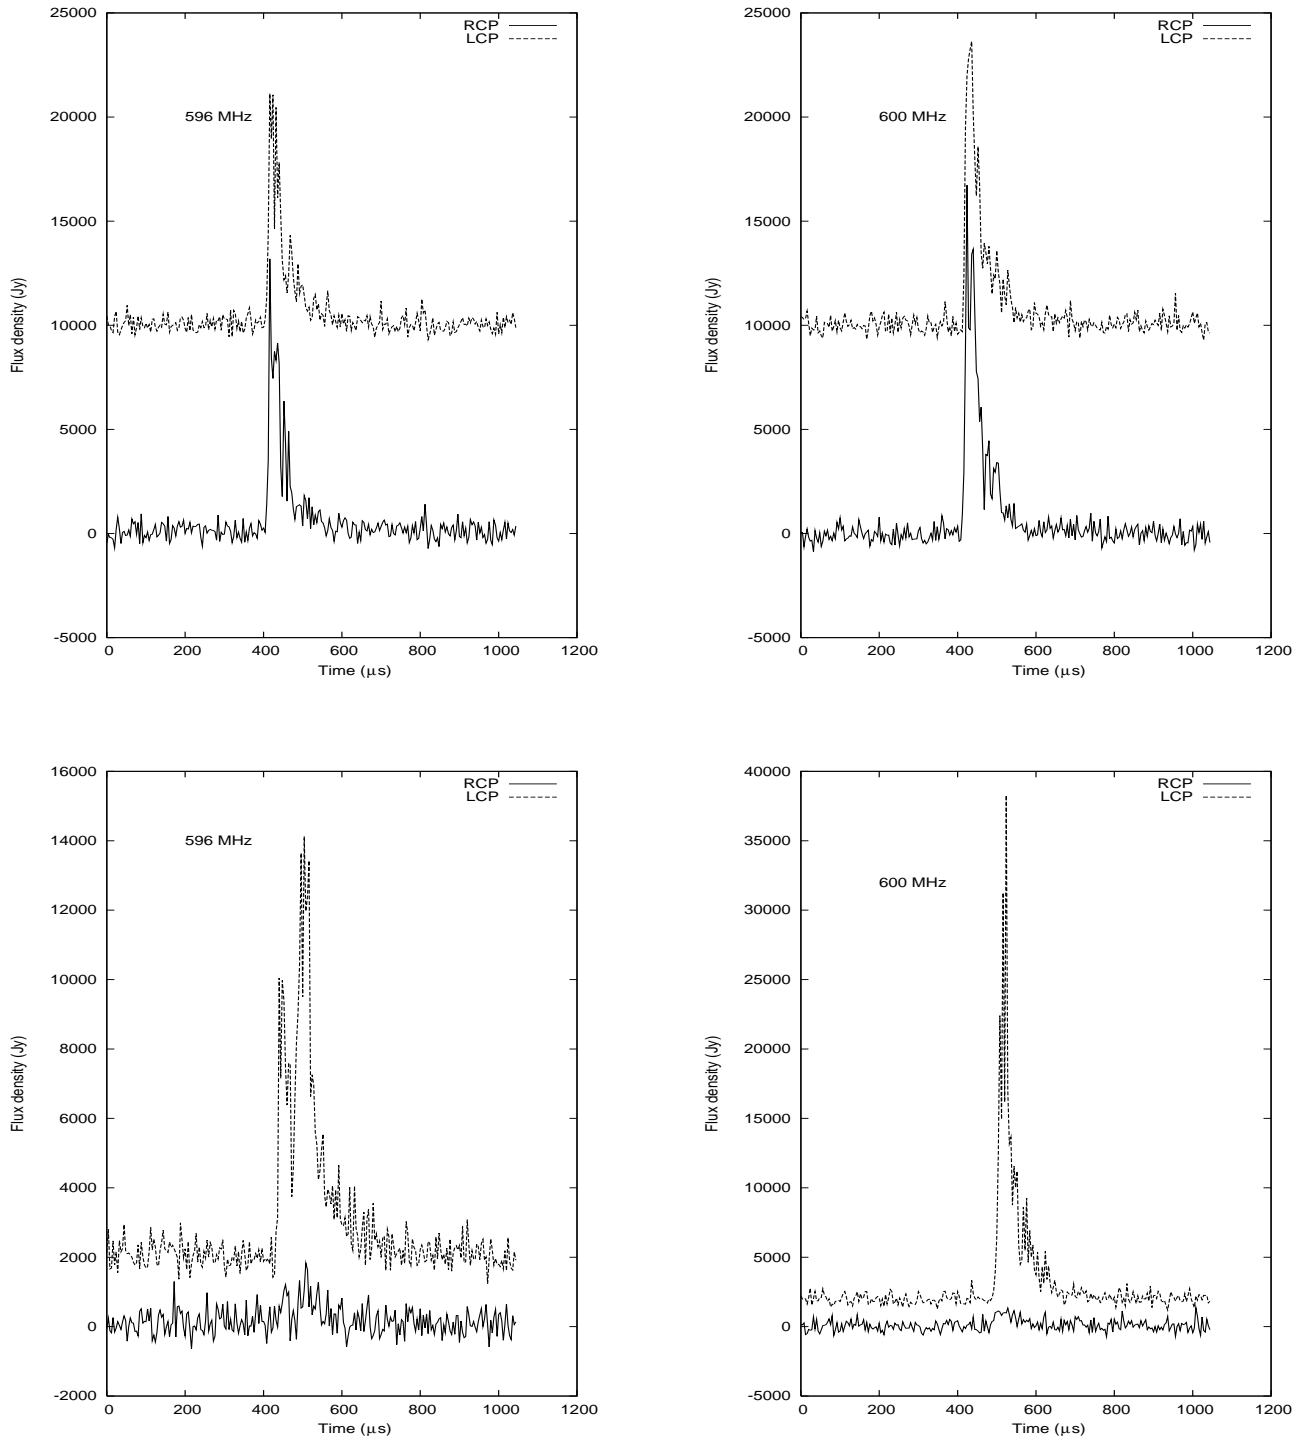 25000
RCP
LCP
20000
596 MHz
15000
10000
5000
0
-5000
Flux density (Jy)
0 200 400 600 800 1000 1200
Time (μs)
25000
RCP
LCP
20000
600 MHz
15000
10000
5000
0
-5000
Flux density (Jy)
0 200 400 600 800 1000 1200
Time (μs)
16000
RCP
LCP
14000
596 MHz
12000
10000
8000
6000
4000
2000
0
-2000
Flux density (Jy)
0 200 400 600 800 1000 1200
Time (μs)
40000
RCP
LCP
35000
600 MHz
30000
25000
20000
15000
10000
5000
0
-5000
Flux density (Jy)
0 200 400 600 800 1000 1200
Time (μs)